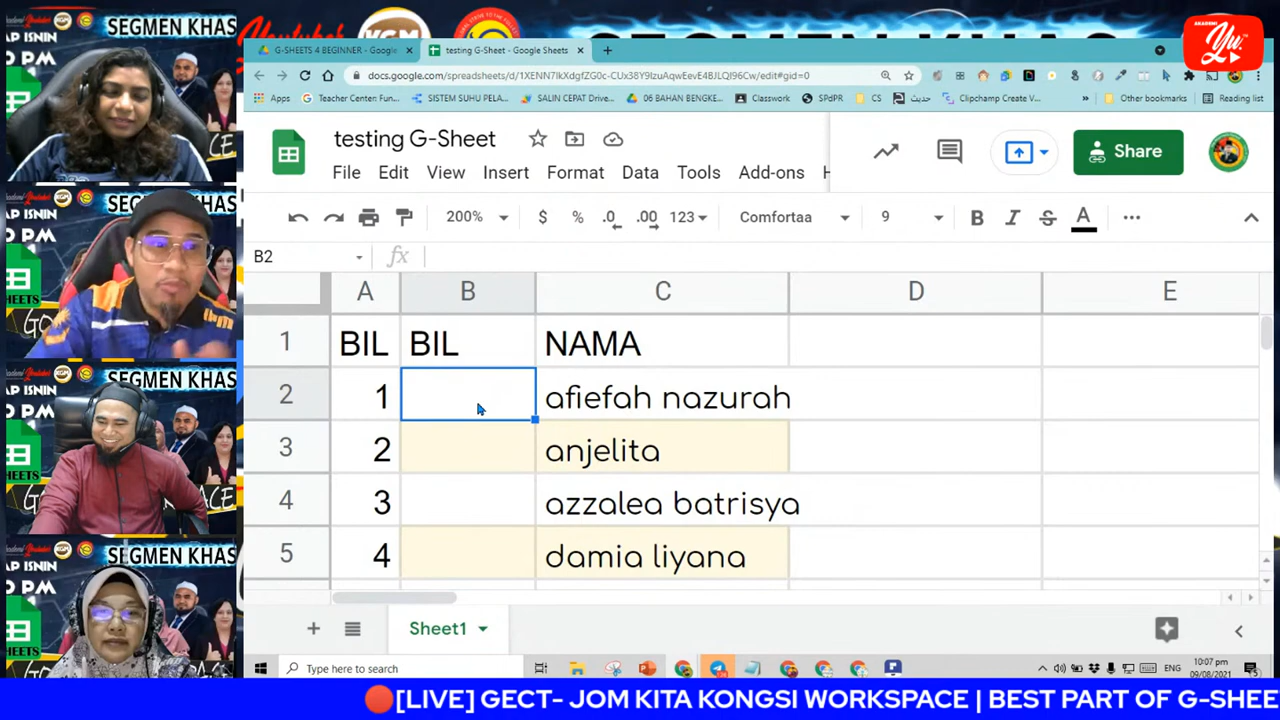 SEGMEN KHAS
AKADEMI
Yu.
G-SHEETS 4 BEGINNER - Google
testing G-Sheet - Google Sheets
docs.google.com/spreadsheets/d/1XENN7lkXdgfZG0c-CUx38Y9lzuAqwEevE4BJLQl96Cw/edit#gid=0
Apps
Teacher Center: Fun...
SISTEM SUHU PELA...
SALIN CEPAT Drive...
06 BAHAN BENGKE...
Classwork
SPdPR
CS
حديث
Clipchamp Create V...
Other bookmarks
Reading list
testing G-Sheet
Share
File Edit View Insert Format Data Tools Add-ons H
200% $ % .0 .00 123 Comfortaa 9 B I S A
B2 fx
A B C D E
1 BIL BIL NAMA
2 1 afiefah nazurah
3 2 anjelita
4 3 azzalea batrisya
5 4 damia liyana
SEGMEN KHAS
SEGMEN KHAS
SEGMEN KHAS
Sheet1
Type here to search
ENG
10:07 pm
09/08/2021
[LIVE] GECT- JOM KITA KONGSI WORKSPACE | BEST PART OF G-SHEE